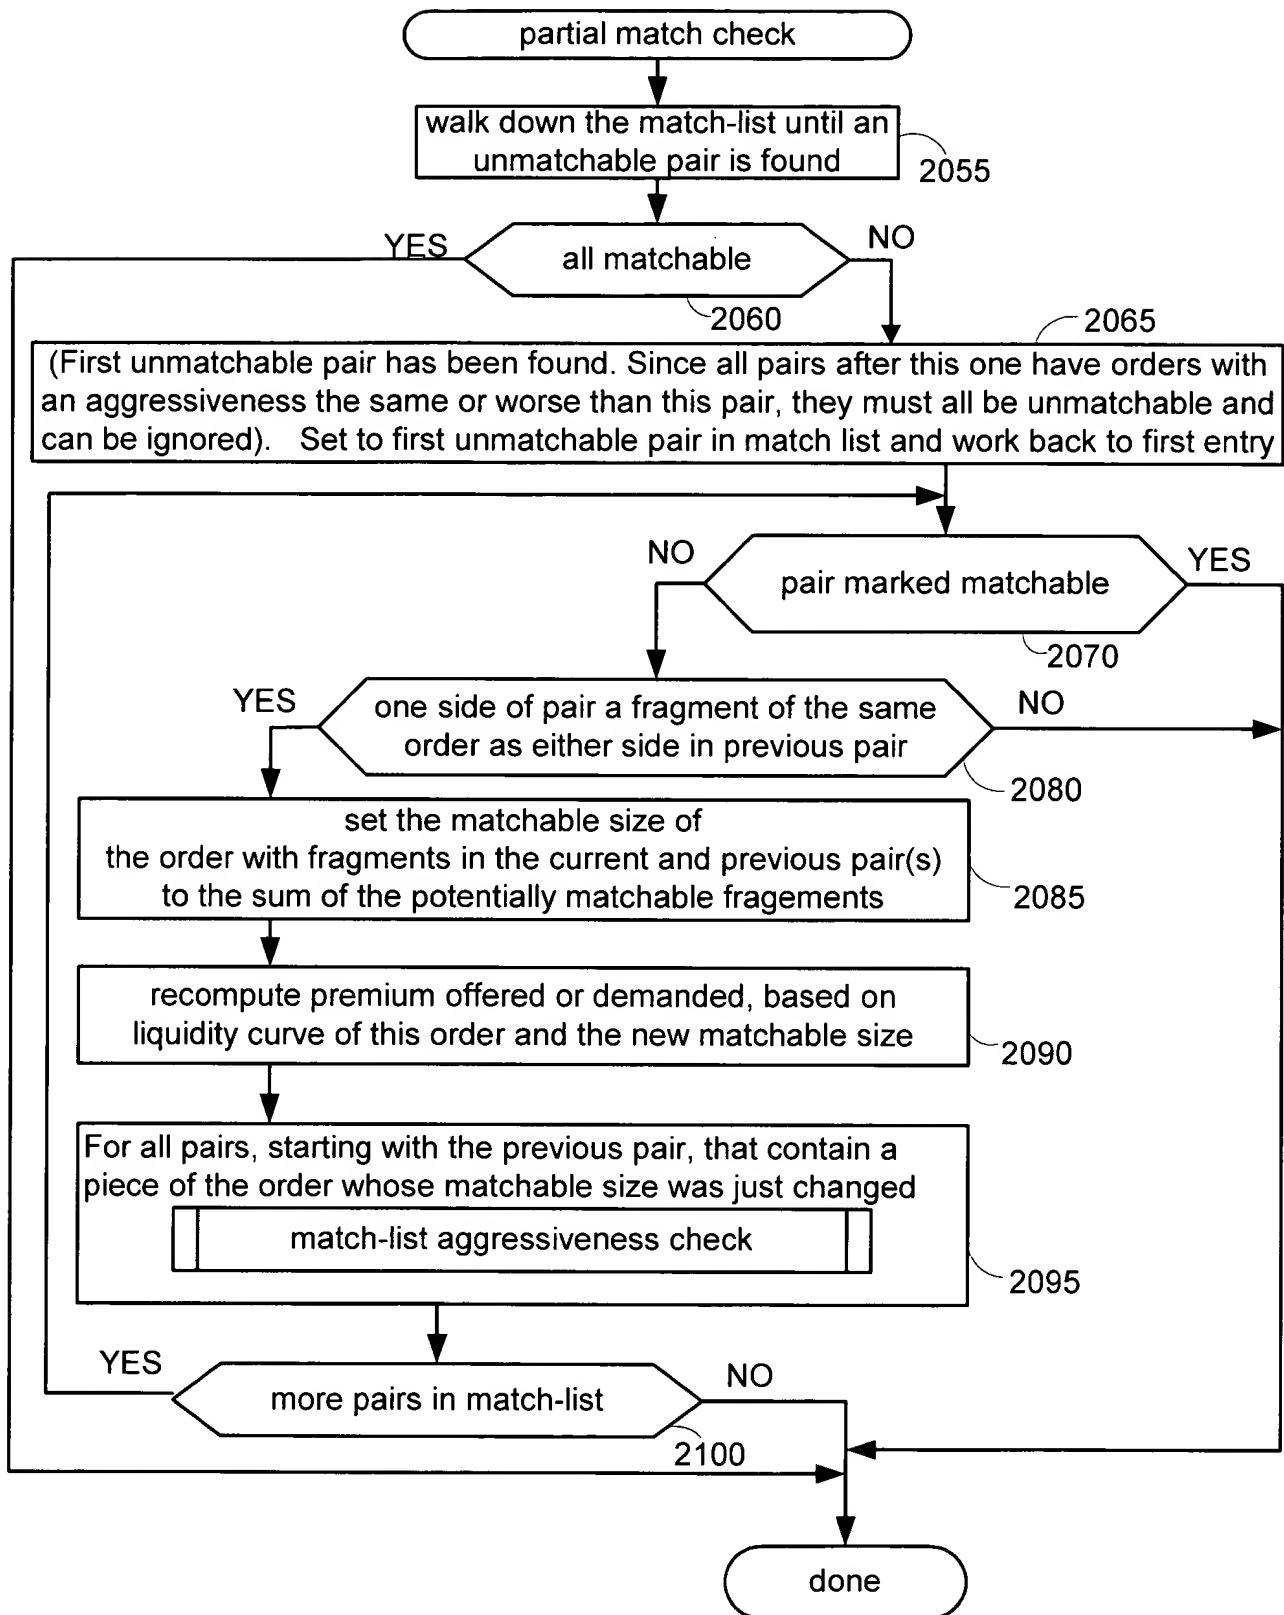 partial match check
walk down the match-list until an
unmatchable pair is found
2055
YES
all matchable
NO
2060
2065
(First unmatchable pair has been found. Since all pairs after this one have orders with
an aggressiveness the same or worse than this pair, they must all be unmatchable and
can be ignored). Set to first unmatchable pair in match list and work back to first entry
NO
pair marked matchable
YES
2070
YES
one side of pair a fragment of the same
order as either side in previous pair
NO
2080
set the matchable size of
the order with fragments in the current and previous pair(s)
to the sum of the potentially matchable fragements
2085
recompute premium offered or demanded, based on
liquidity curve of this order and the new matchable size
2090
For all pairs, starting with the previous pair, that contain a
piece of the order whose matchable size was just changed
match-list aggressiveness check
2095
YES
more pairs in match-list
NO
2100
done